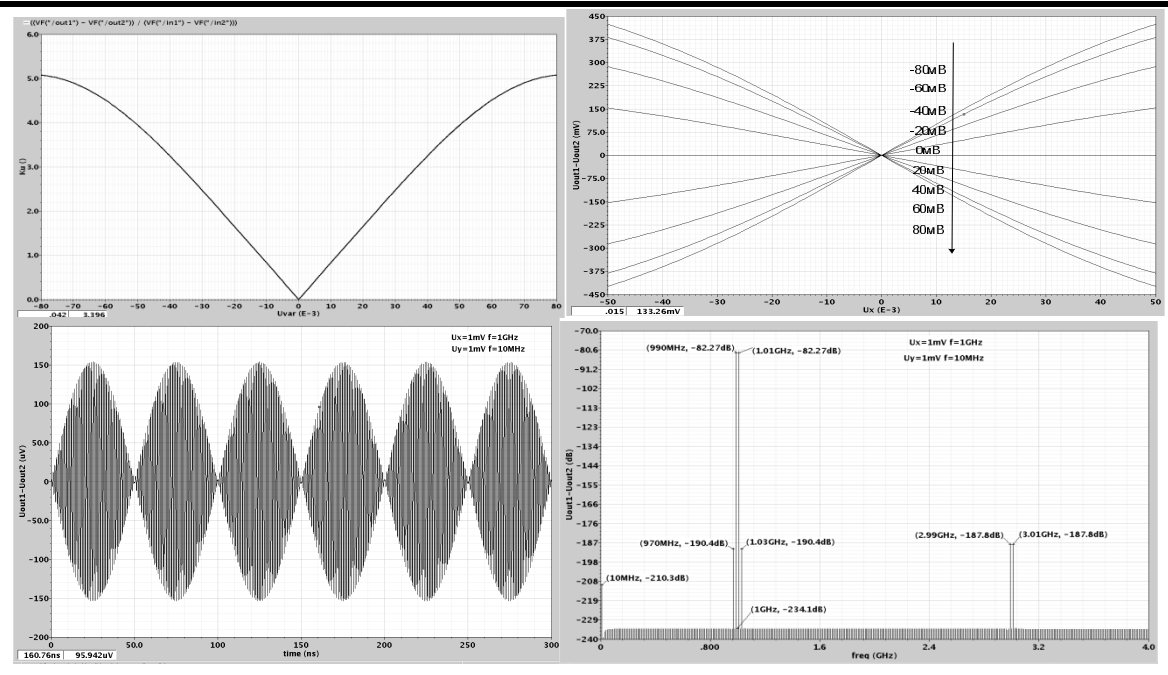 ((VF("/out1") - VF("/out2")) / (VF("/in1") - VF("/in2")))
6.0
5.0
4.0
3.0
2.0
1.0
0.0
Ku ()
-80 -70 -60 -50 -40 -30 -20 -10 0 10 20 30 40 50 60 70 80
Uvar (E-3)
.042 3.396
450
375
300
225
150
75.0
0
-75.0
-150
-225
-300
-375
-450
Uout1-Uout2 (mV)
-80мВ
-60мВ
-40мВ
-20мВ
0мВ
20мВ
40мВ
60мВ
80мВ
-50 -40 -30 -20 -10 0 10 20 30 40 50
Ux (E-3)
.015 133.26mV
200
150
100
50.0
0
-50.0
-100
-150
-200
Uout1-Uout2 (uV)
Ux=1mV f=1GHz
Uy=1mV f=10MHz
0 50.0 100 150 200 250 300
time (ns)
160.76ns 95.942uV
-70.0
-80.6
-91.2
-102
-113
-123
-134
-144
-155
-166
-176
-187
-198
-208
-219
-229
-240
Uout1-Uout2 (dB)
Ux=1mV f=1GHz
Uy=1mV f=10MHz
(990MHz, -82.27dB)
(1.01GHz, -82.27dB)
(970MHz, -190.4dB)
(1.03GHz, -190.4dB)
(2.99GHz, -187.8dB)
(3.01GHz, -187.8dB)
(10MHz, -210.3dB)
(1GHz, -234.1dB)
0 .800 1.6 2.4 3.2 4.0
freq (GHz)